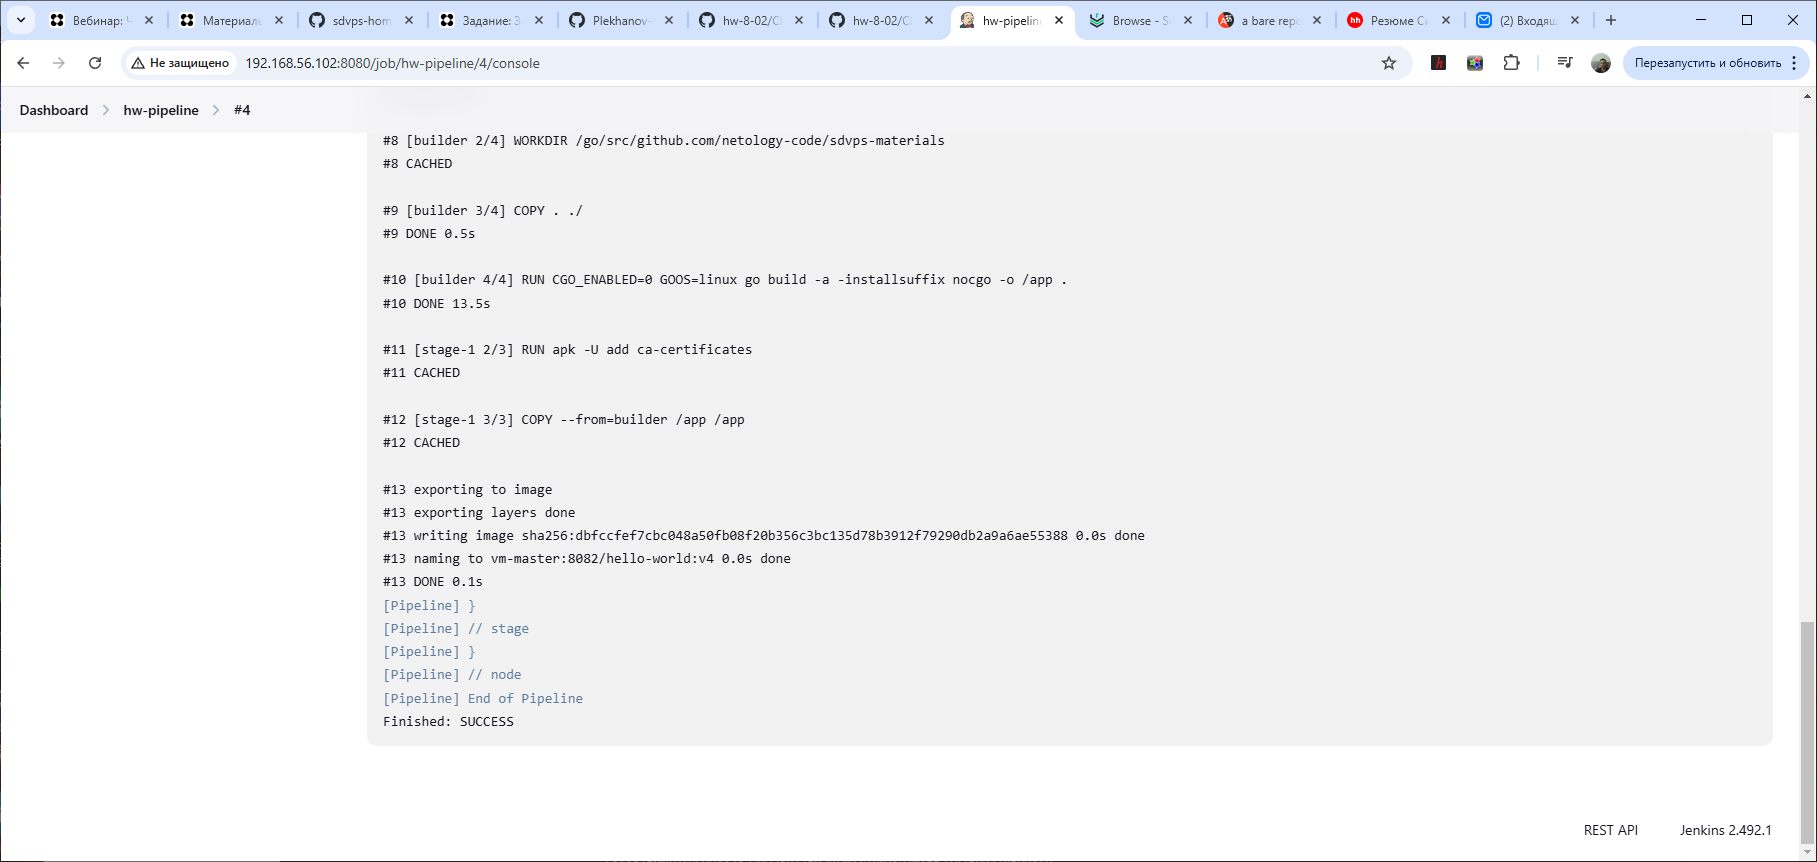 Вебинар: Ч
Материаль
sdvps-hom
Задание: З
Plekhanov-
hw-8-02/CI
hw-8-02/CI
hw-pipeline
Browse - S
a bare repo
Резюме Си
(2) Входящ
Не защищено
192.168.56.102:8080/job/hw-pipeline/4/console
Перезапустить и обновить
Dashboard > hw-pipeline > #4
#8 [builder 2/4] WORKDIR /go/src/github.com/netology-code/sdvps-materials
#8 CACHED
#9 [builder 3/4] COPY . ./
#9 DONE 0.5s
#10 [builder 4/4] RUN CGO_ENABLED=0 GOOS=linux go build -a -installsuffix nocgo -o /app .
#10 DONE 13.5s
#11 [stage-1 2/3] RUN apk -U add ca-certificates
#11 CACHED
#12 [stage-1 3/3] COPY --from=builder /app /app
#12 CACHED
#13 exporting to image
#13 exporting layers done
#13 writing image sha256:dbfccfef7cbc048a50fb08f20b356c3bc135d78b3912f79290db2a9a6ae55388 0.0s done
#13 naming to vm-master:8082/hello-world:v4 0.0s done
#13 DONE 0.1s
[Pipeline] }
[Pipeline] // stage
[Pipeline] }
[Pipeline] // node
[Pipeline] End of Pipeline
Finished: SUCCESS
REST API
Jenkins 2.492.1